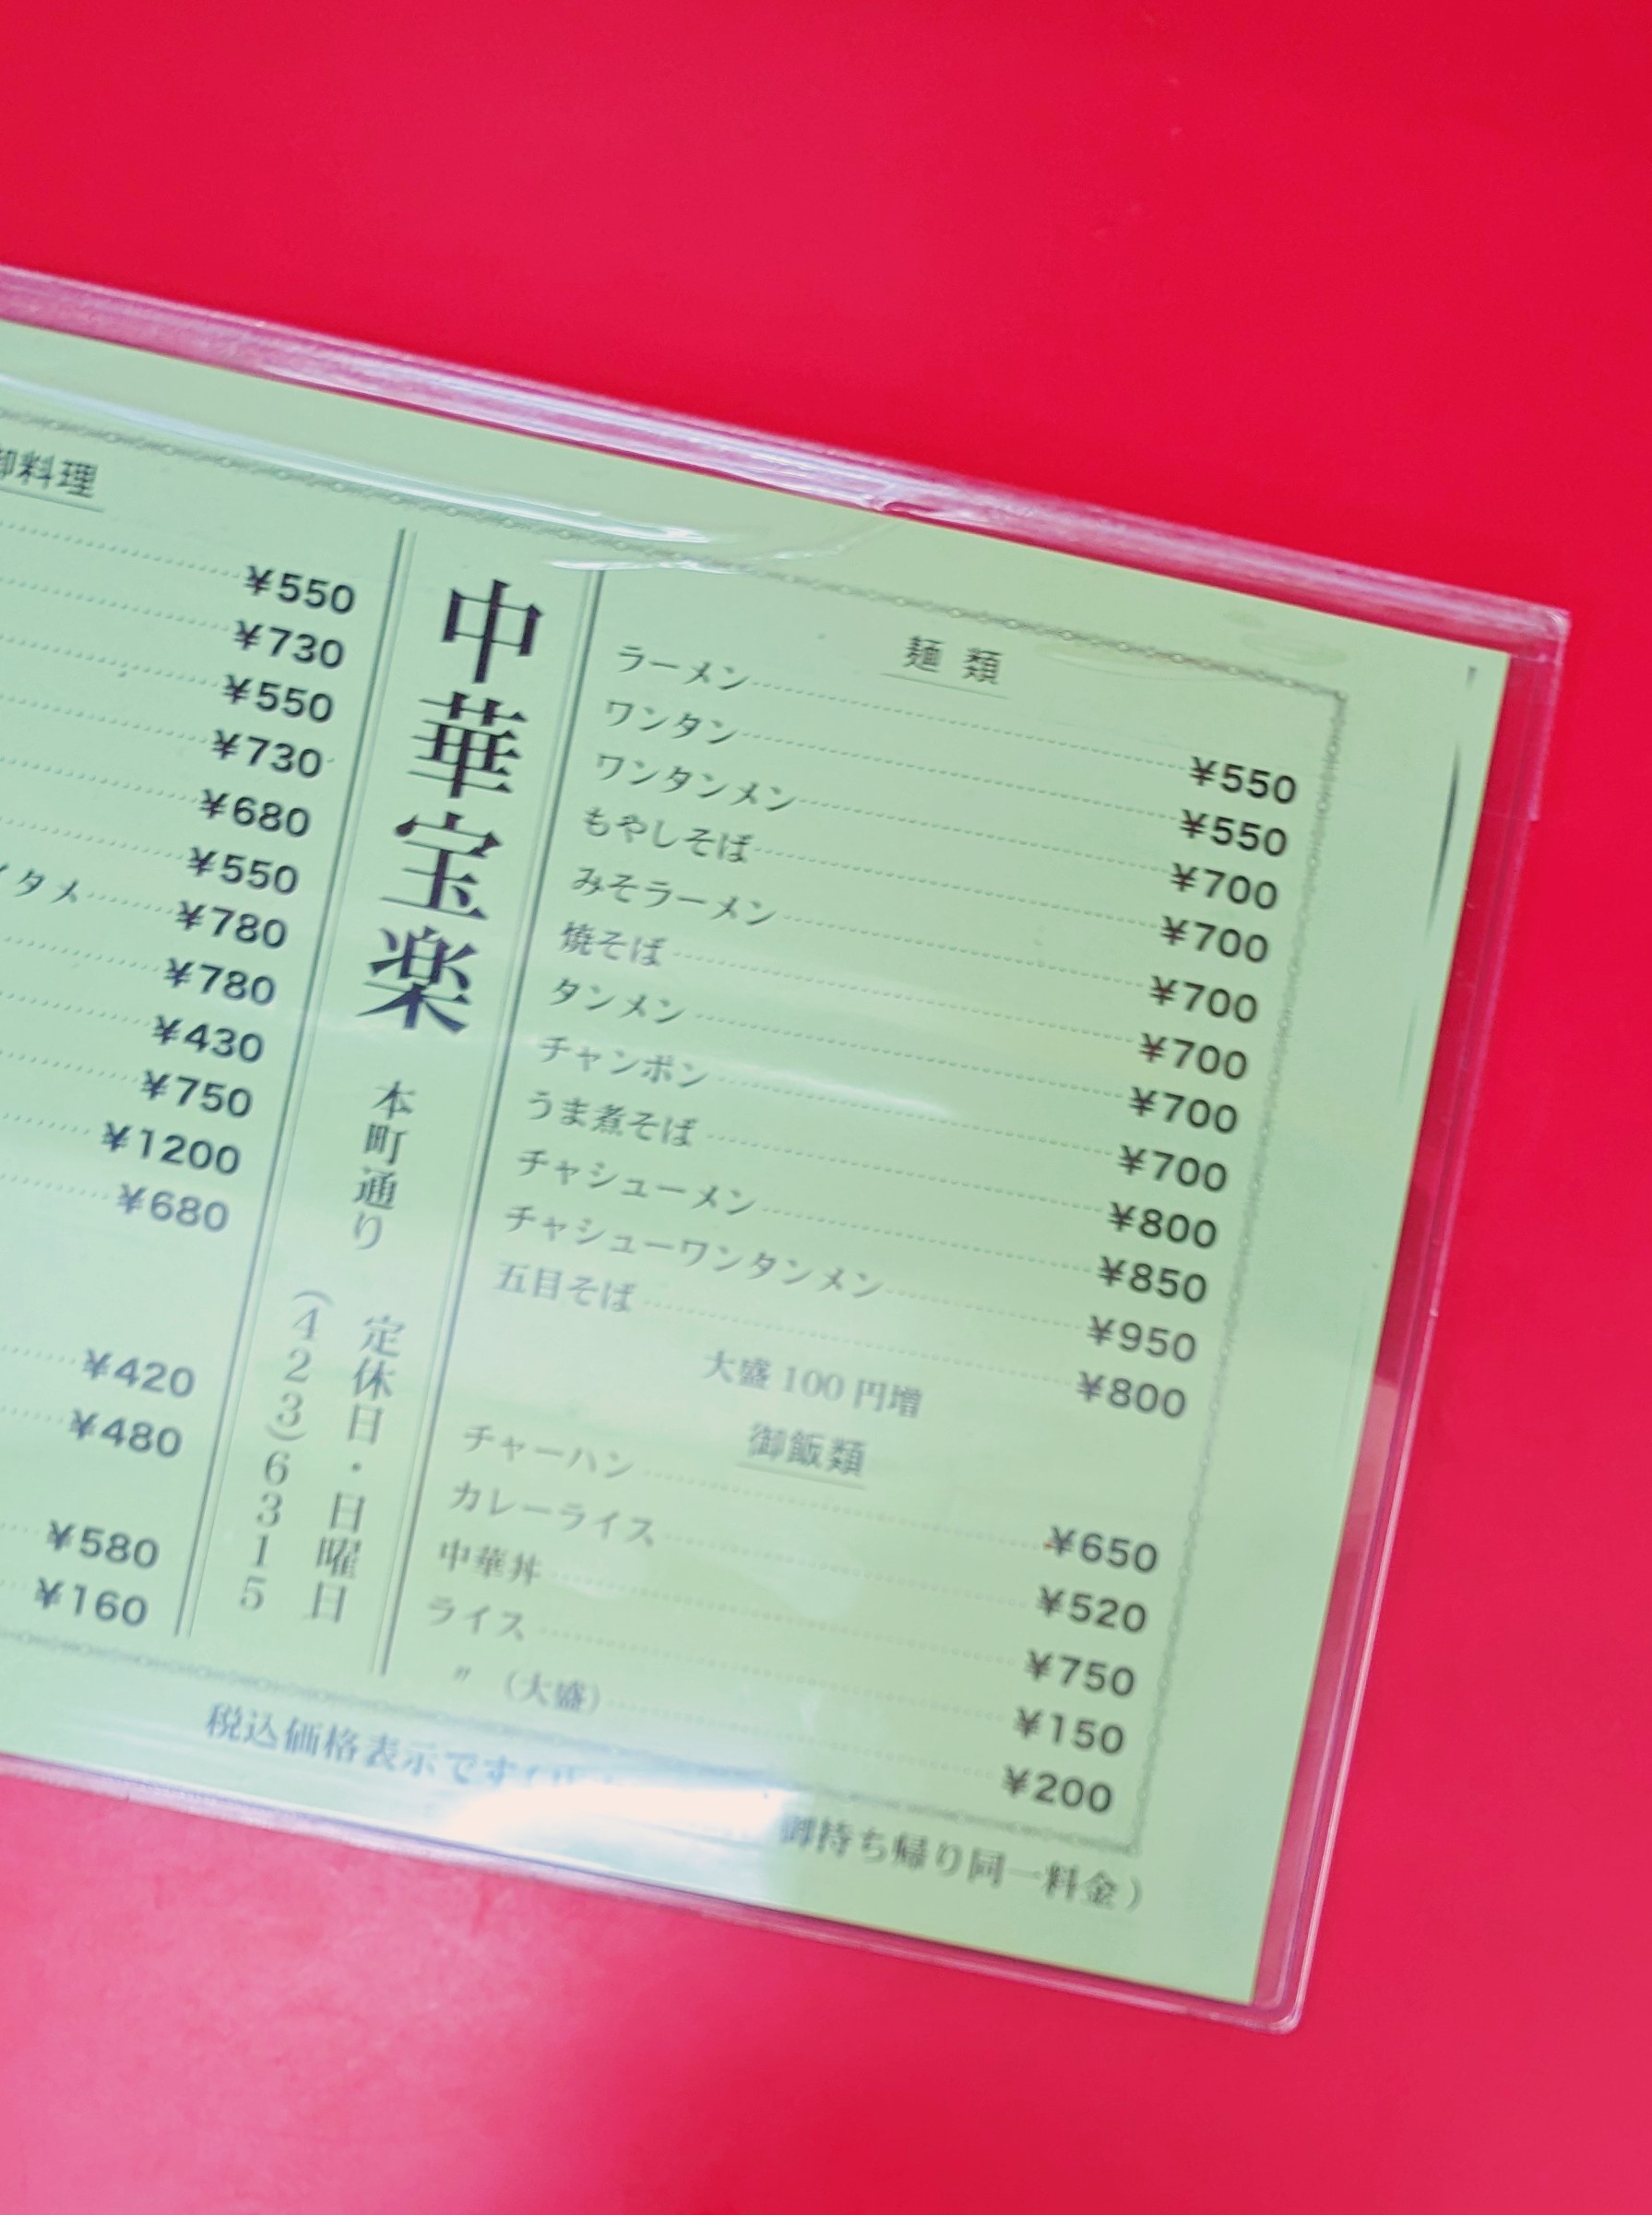 麺類
ラーメン ¥550
ワンタン ¥550
ワンタンメン ¥700
もやしそば ¥700
みそラーメン ¥700
焼そば ¥700
タンメン ¥700
チャンポン ¥700
うま煮そば ¥800
チャシューメン ¥850
チャシューワンタンメン ¥950
五目そば ¥800
大盛100円増
御飯類
チャーハン ¥650
カレーライス ¥520
中華丼 ¥750
ライス ¥150
〃 (大盛) ¥200
中華宝楽
本町通り
定休日・日曜日
(423)6315
御料理
¥550
¥730
¥550
¥730
¥680
¥550
イタメ ¥780
¥780
¥430
¥750
¥1200
¥680
¥420
¥480
¥580
¥160
税込価格表示です 御持ち帰り同一料金)